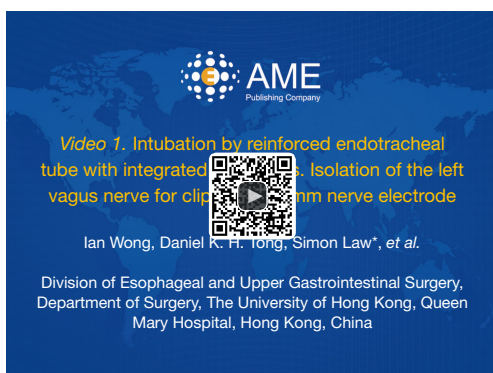 E AME
Publishing Company
Video 1. Intubation by reinforced endotracheal
tube with integrated s. Isolation of the left
vagus nerve for clip mm nerve electrode
Ian Wong, Daniel K. H. Tong, Simon Law*, et al.
Division of Esophageal and Upper Gastrointestinal Surgery,
Department of Surgery, The University of Hong Kong, Queen
Mary Hospital, Hong Kong, China